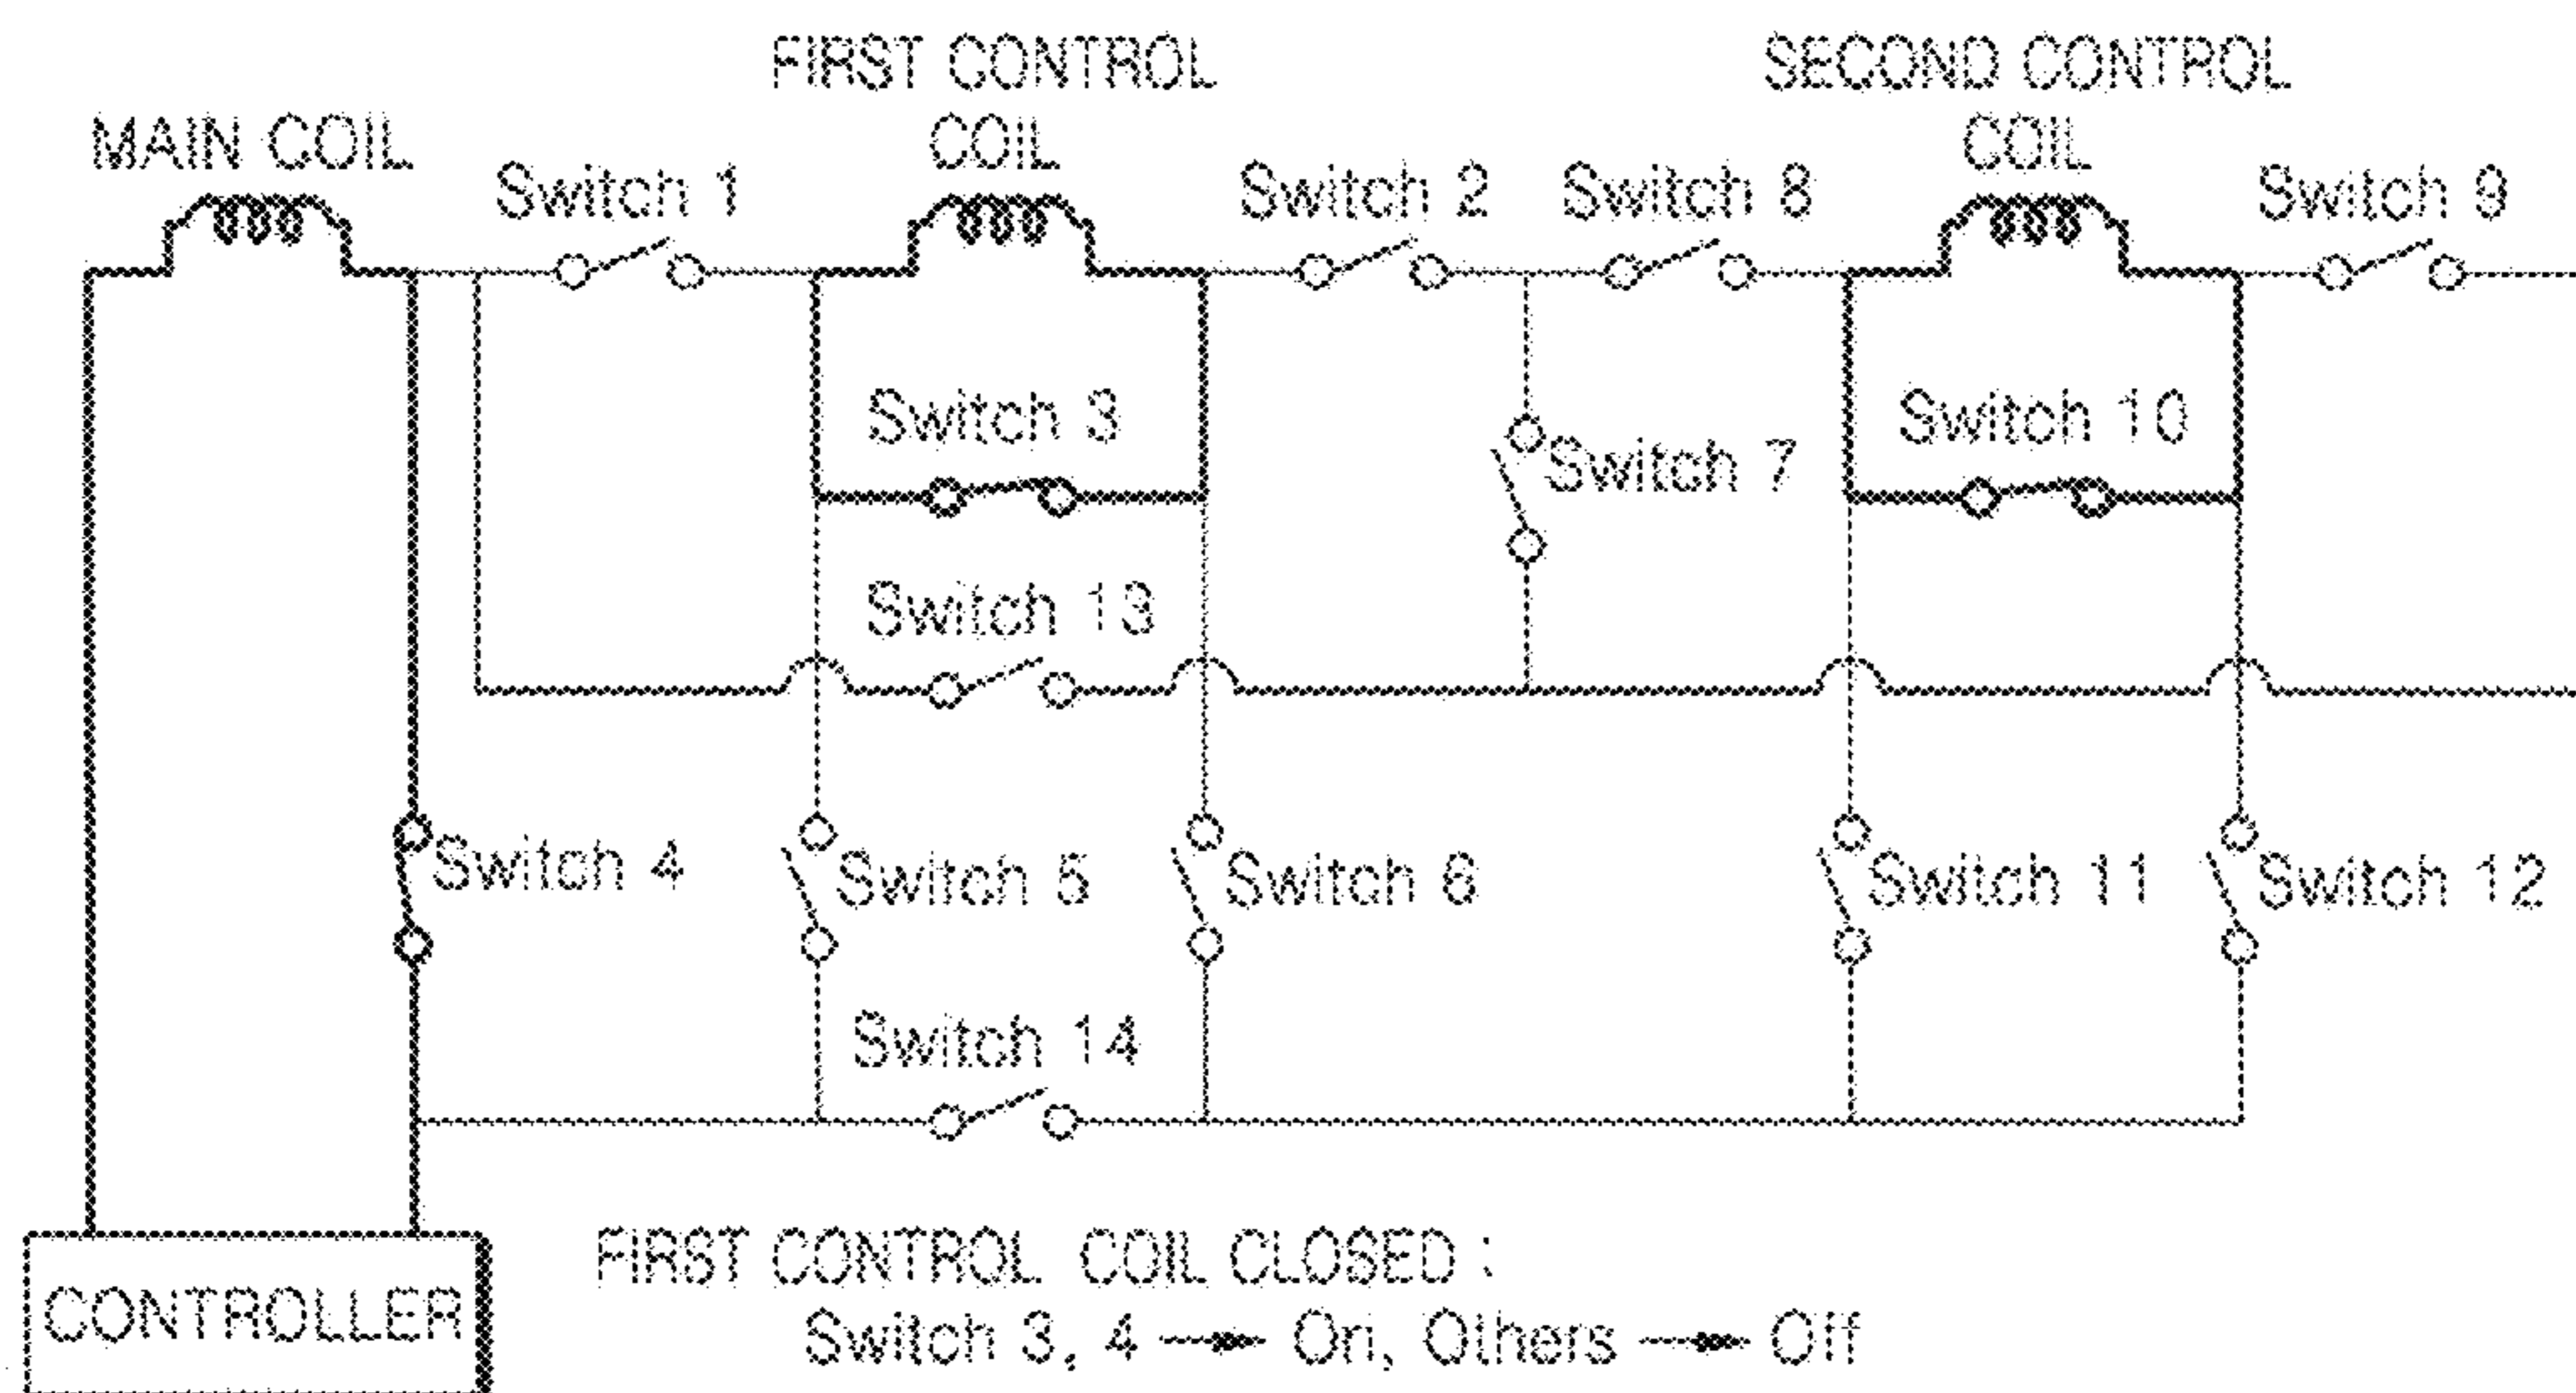 FIRST CONTROL
COIL
SECOND CONTROL
COIL
MAIN COIL
Switch 1
Switch 2
Switch 8
Switch 9
Switch 3
Switch 10
Switch 7
Switch 13
Switch 4
Switch 5
Switch 6
Switch 11
Switch 12
Switch 14
CONTROLLER
FIRST CONTROL COIL CLOSED :
Switch 3, 4 → On, Others → Off